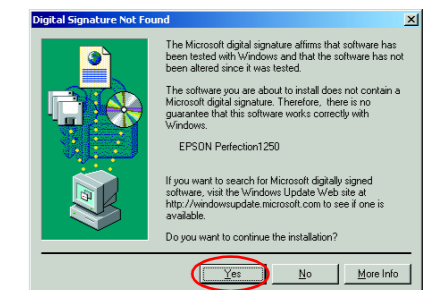 Digital Signature Not Found
The Microsoft digital signature affirms that software has
been tested with Windows and that the software has not
been altered since it was tested.
The software you are about to install does not contain a
Microsoft digital signature. Therefore, there is no
guarantee that this software works correctly with
Windows.
EPSON Perfection1250
If you want to search for Microsoft digitally signed
software, visit the Windows Update Web site at
http://windowsupdate.microsoft.com to see if one is
available.
Do you want to continue the installation?
Yes No More Info